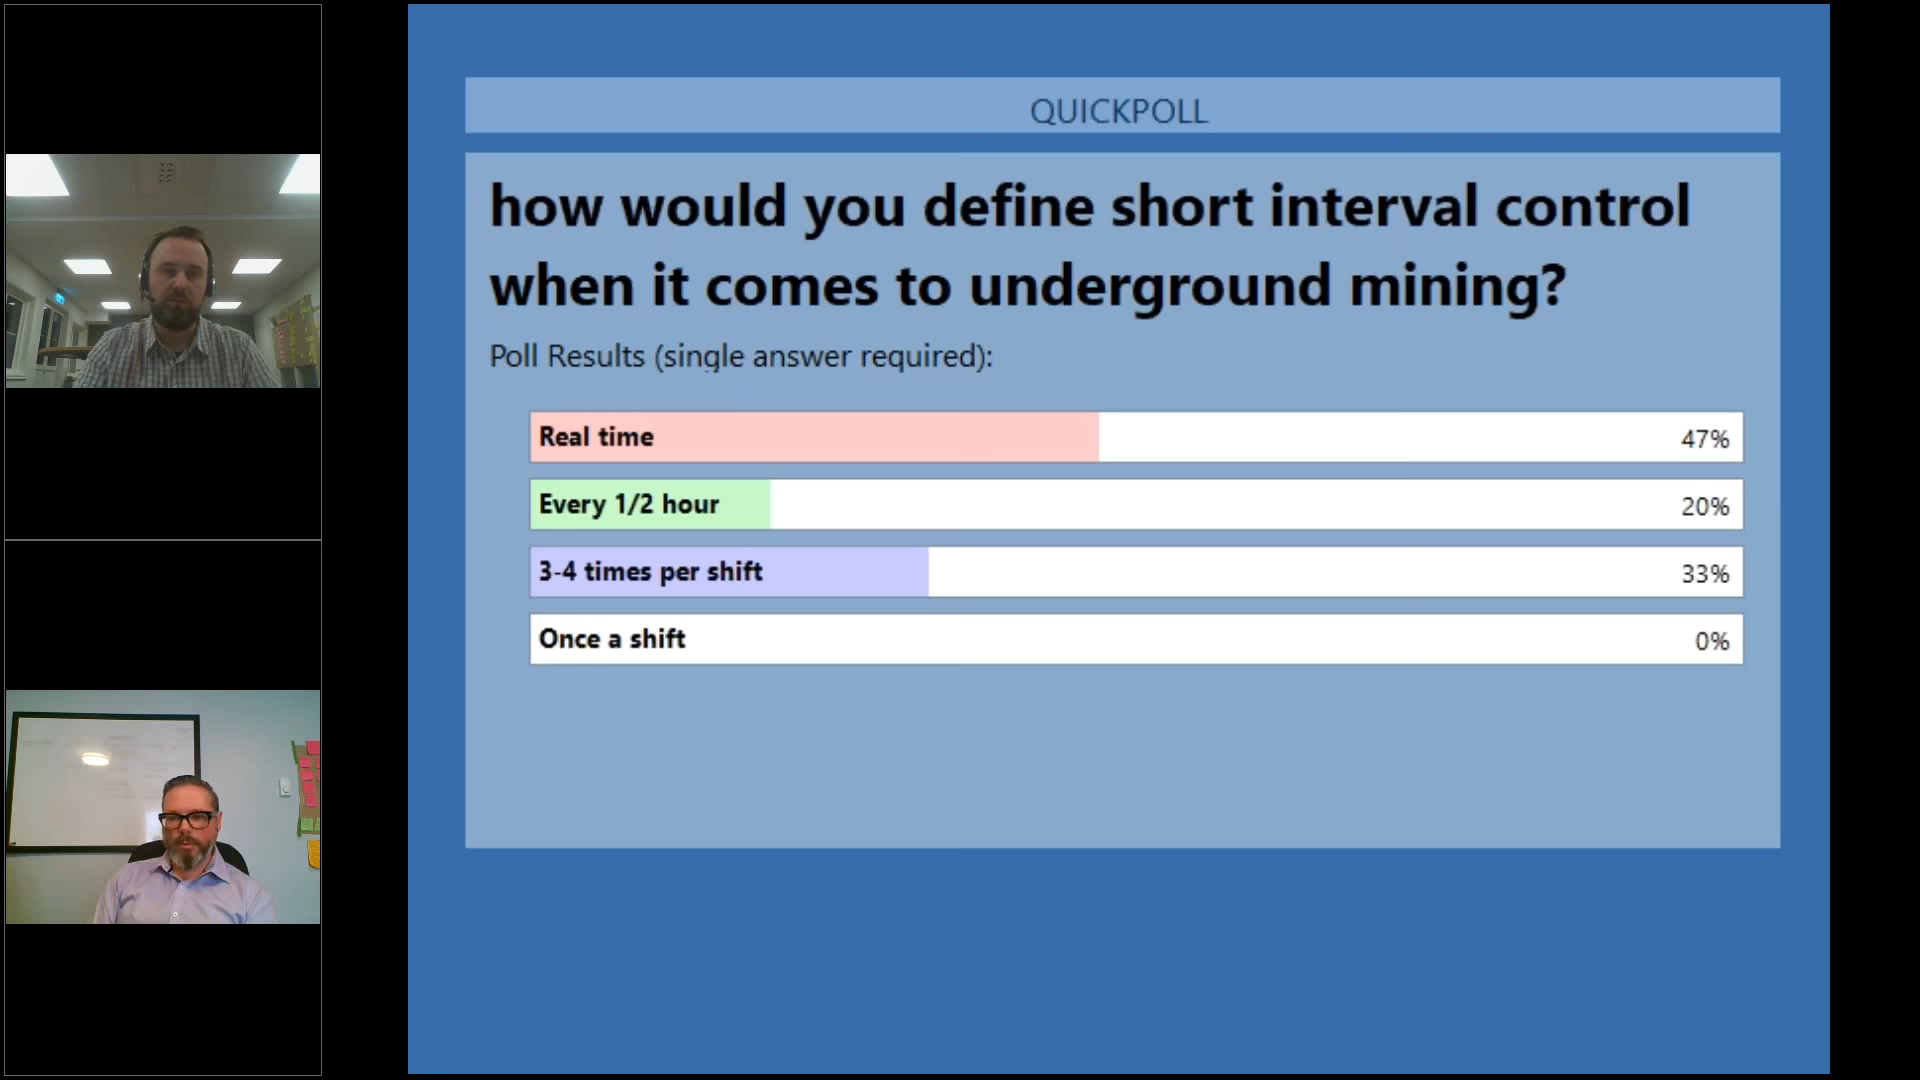 QUICKPOLL
how would you define short interval control
when it comes to underground mining?
Poll Results (single answer required):
Real time 47%
Every 1/2 hour 20%
3-4 times per shift 33%
Once a shift 0%